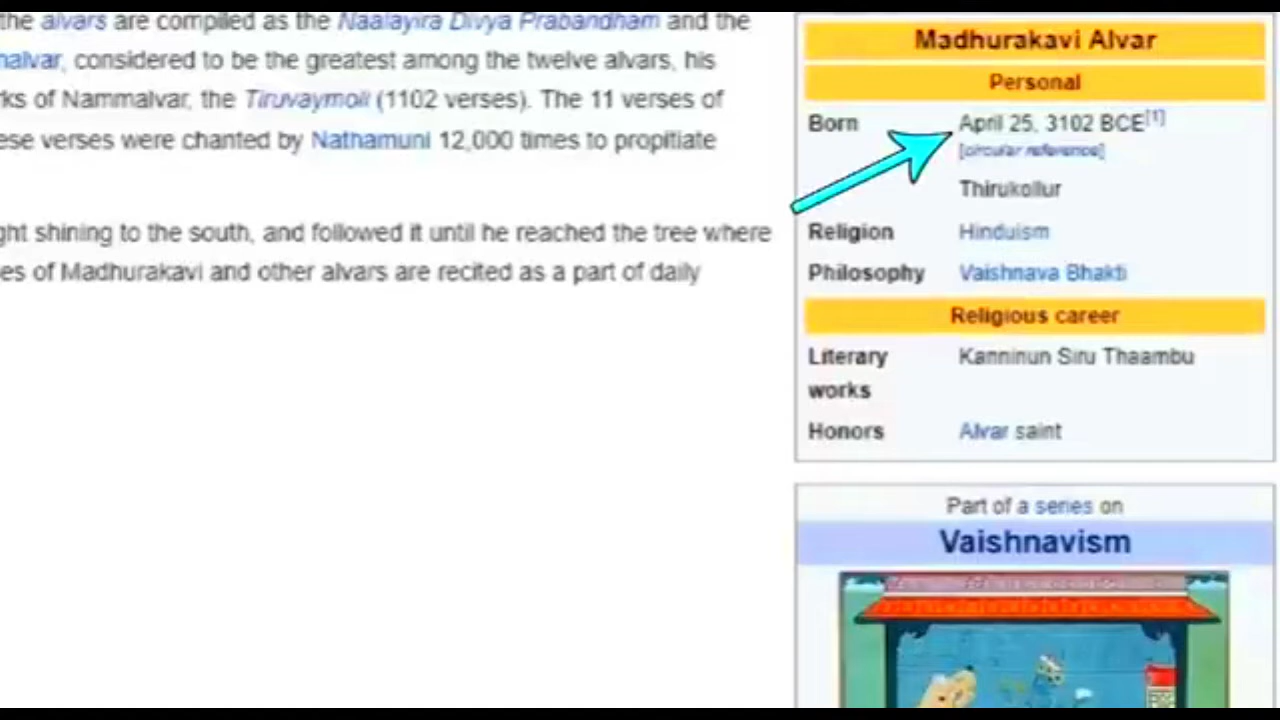 the alvars are compiled as the Naalayira Divya Prabandham and the
nalvar, considered to be the greatest among the twelve alvars, his
ks of Nammalvar, the Tiruvaymoli (1102 verses). The 11 verses of
ese verses were chanted by Nathamuni 12,000 times to propitiate
ght shining to the south, and followed it until he reached the tree where
es of Madhurakavi and other alvars are recited as a part of daily
Madhurakavi Alvar
Personal
Born April 25, 3102 BCE[1]
[circular reference]
Thirukollur
Religion Hinduism
Philosophy Vaishnava Bhakti
Religious career
Literary works Kanninun Siru Thaambu
Honors Alvar saint
Part of a series on
Vaishnavism